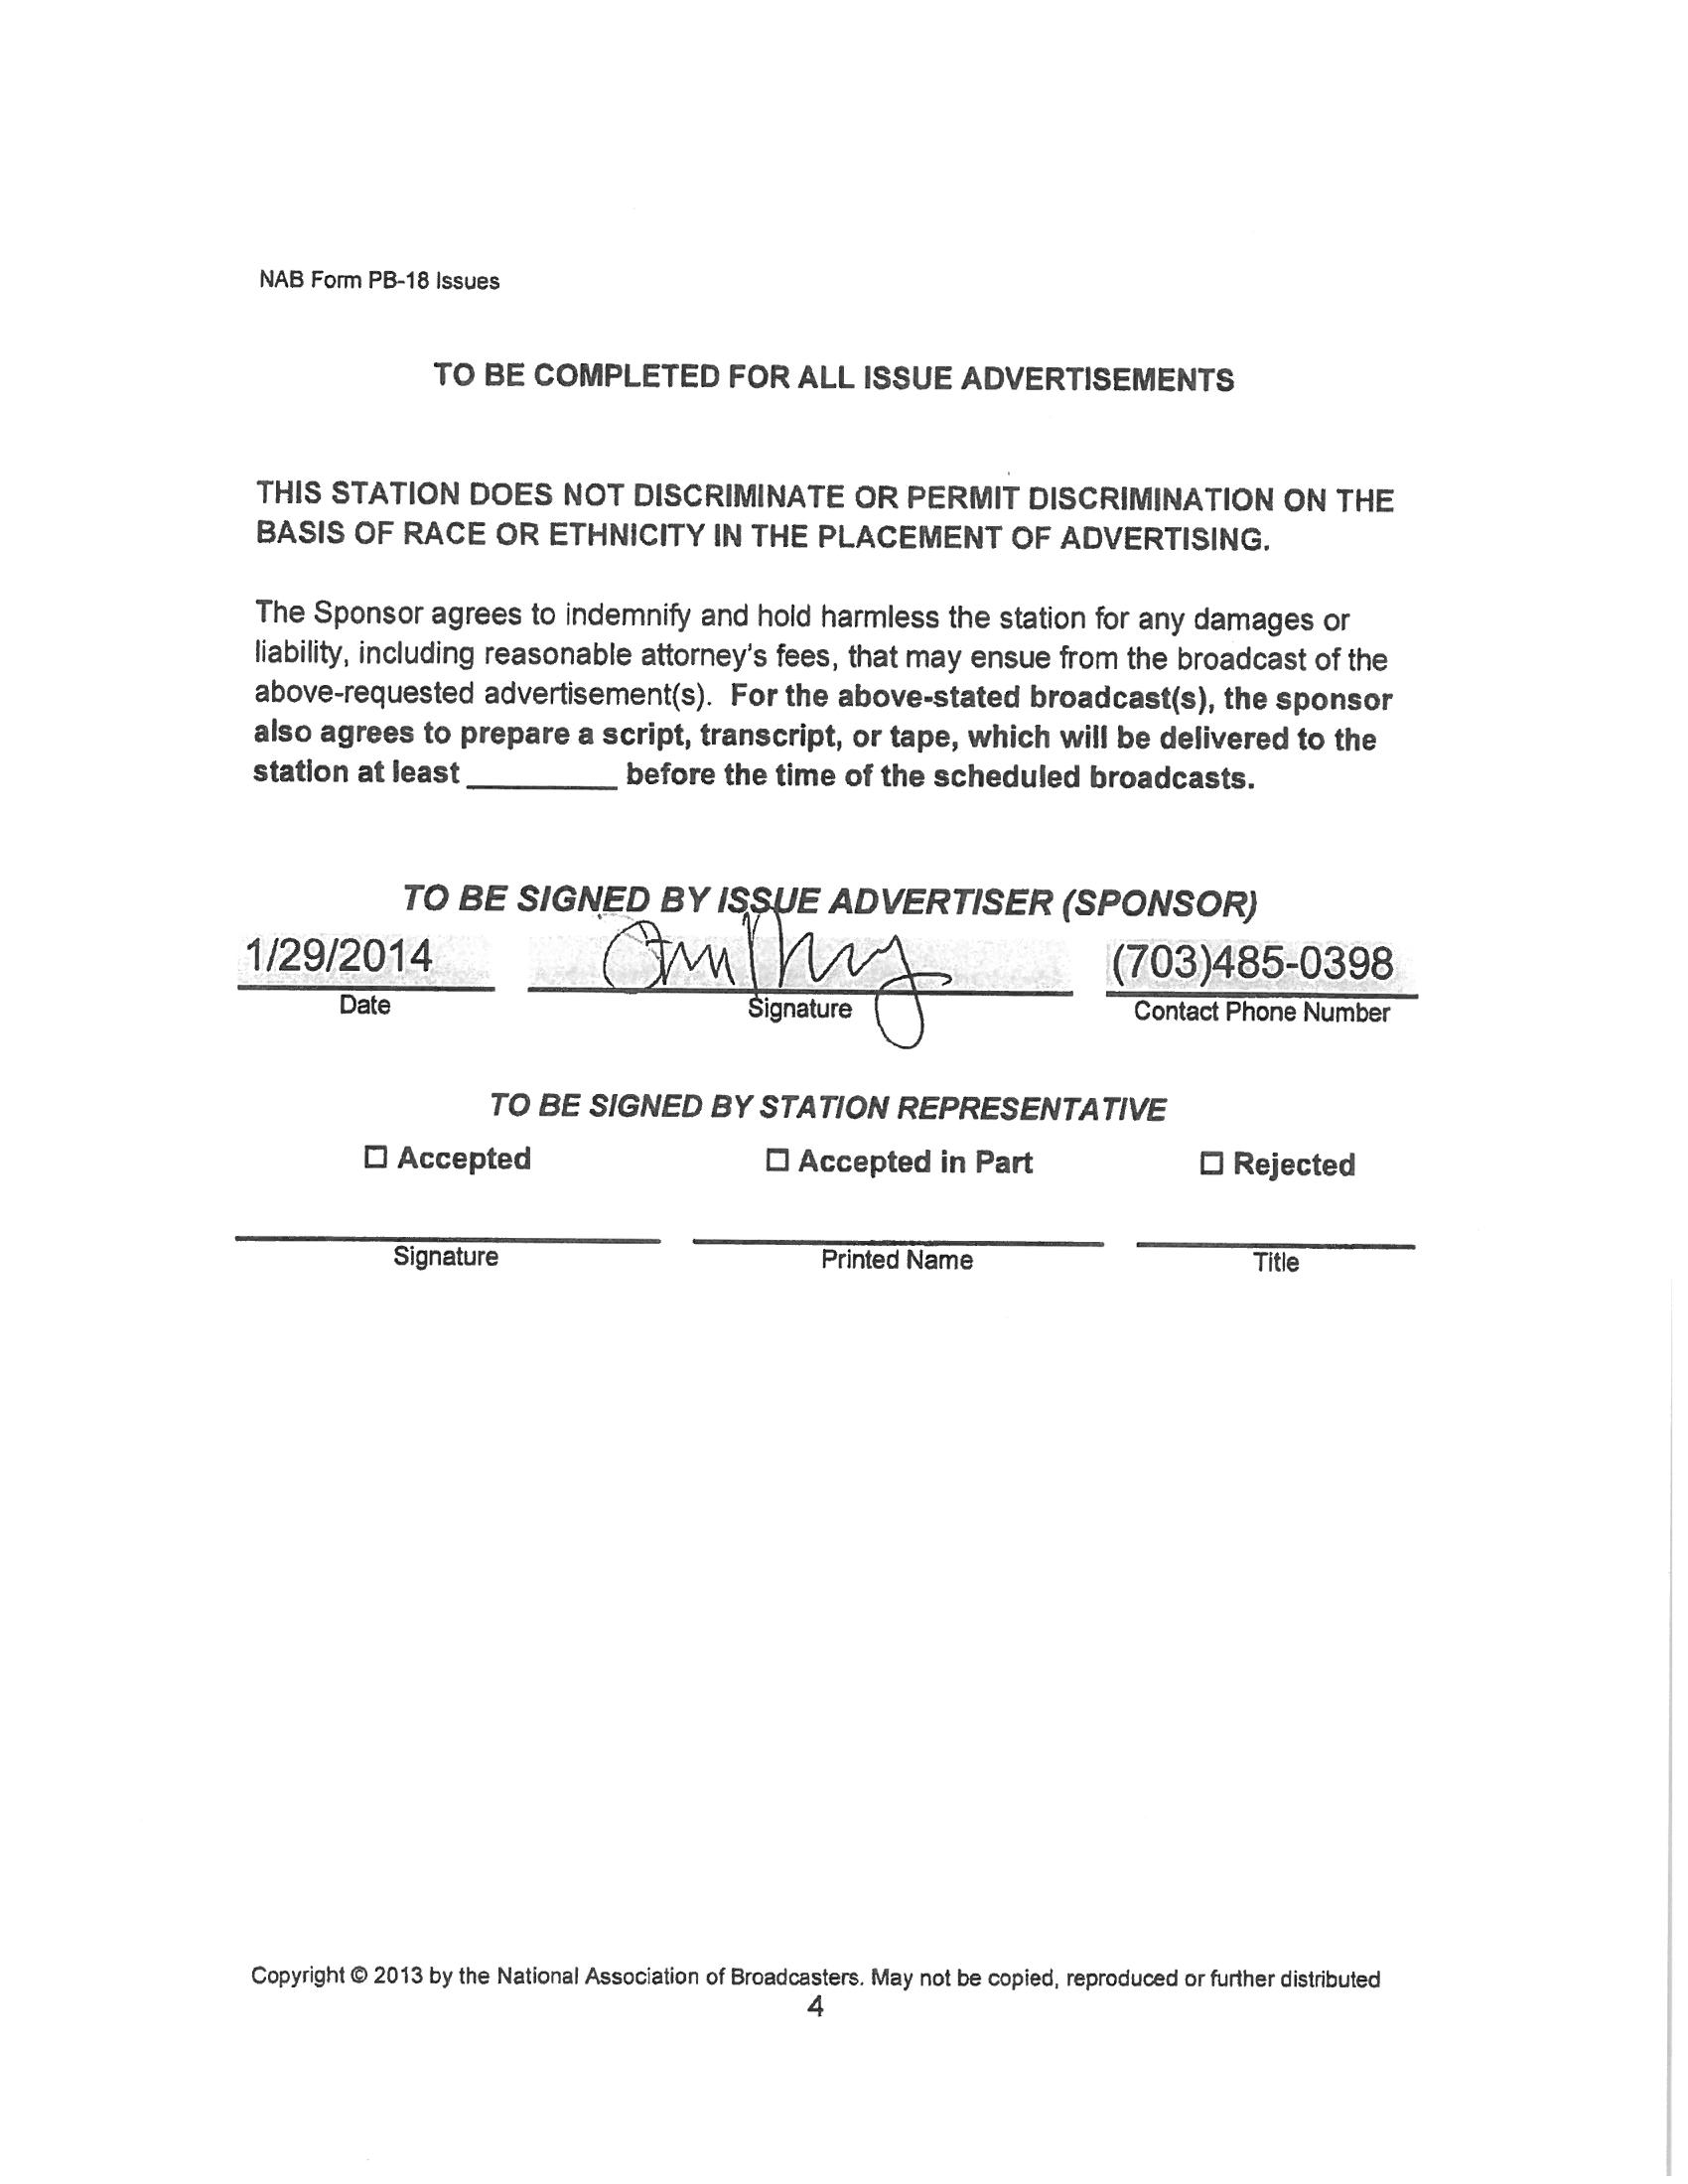 NAB Form PB-18 Issues
TO BE COMPLETED FOR ALL ISSUE ADVERTISEMENTS
THIS STATION DOES NOT DISCRIMINATE OR PERMIT DISCRIMINATION ON THE
BASIS OF RACE OR ETHNICITY IN THE PLACEMENT OF ADVERTISING.
The Sponsor agrees to indemnify and hold harmless the station for any damages or
liability, including reasonable attorney's fees, that may ensue from the broadcast of the
above-requested advertisement(s). For the above-stated broadcast(s), the sponsor
also agrees to prepare a script, transcript, or tape, which will be delivered to the
station at least _________ before the time of the scheduled broadcasts.
TO BE SIGNED BY ISSUE ADVERTISER (SPONSOR)
1/29/2014 (703)485-0398
Date Signature Contact Phone Number
TO BE SIGNED BY STATION REPRESENTATIVE
☐ Accepted ☐ Accepted in Part ☐ Rejected
Signature Printed Name Title
Copyright © 2013 by the National Association of Broadcasters. May not be copied, reproduced or further distributed
4